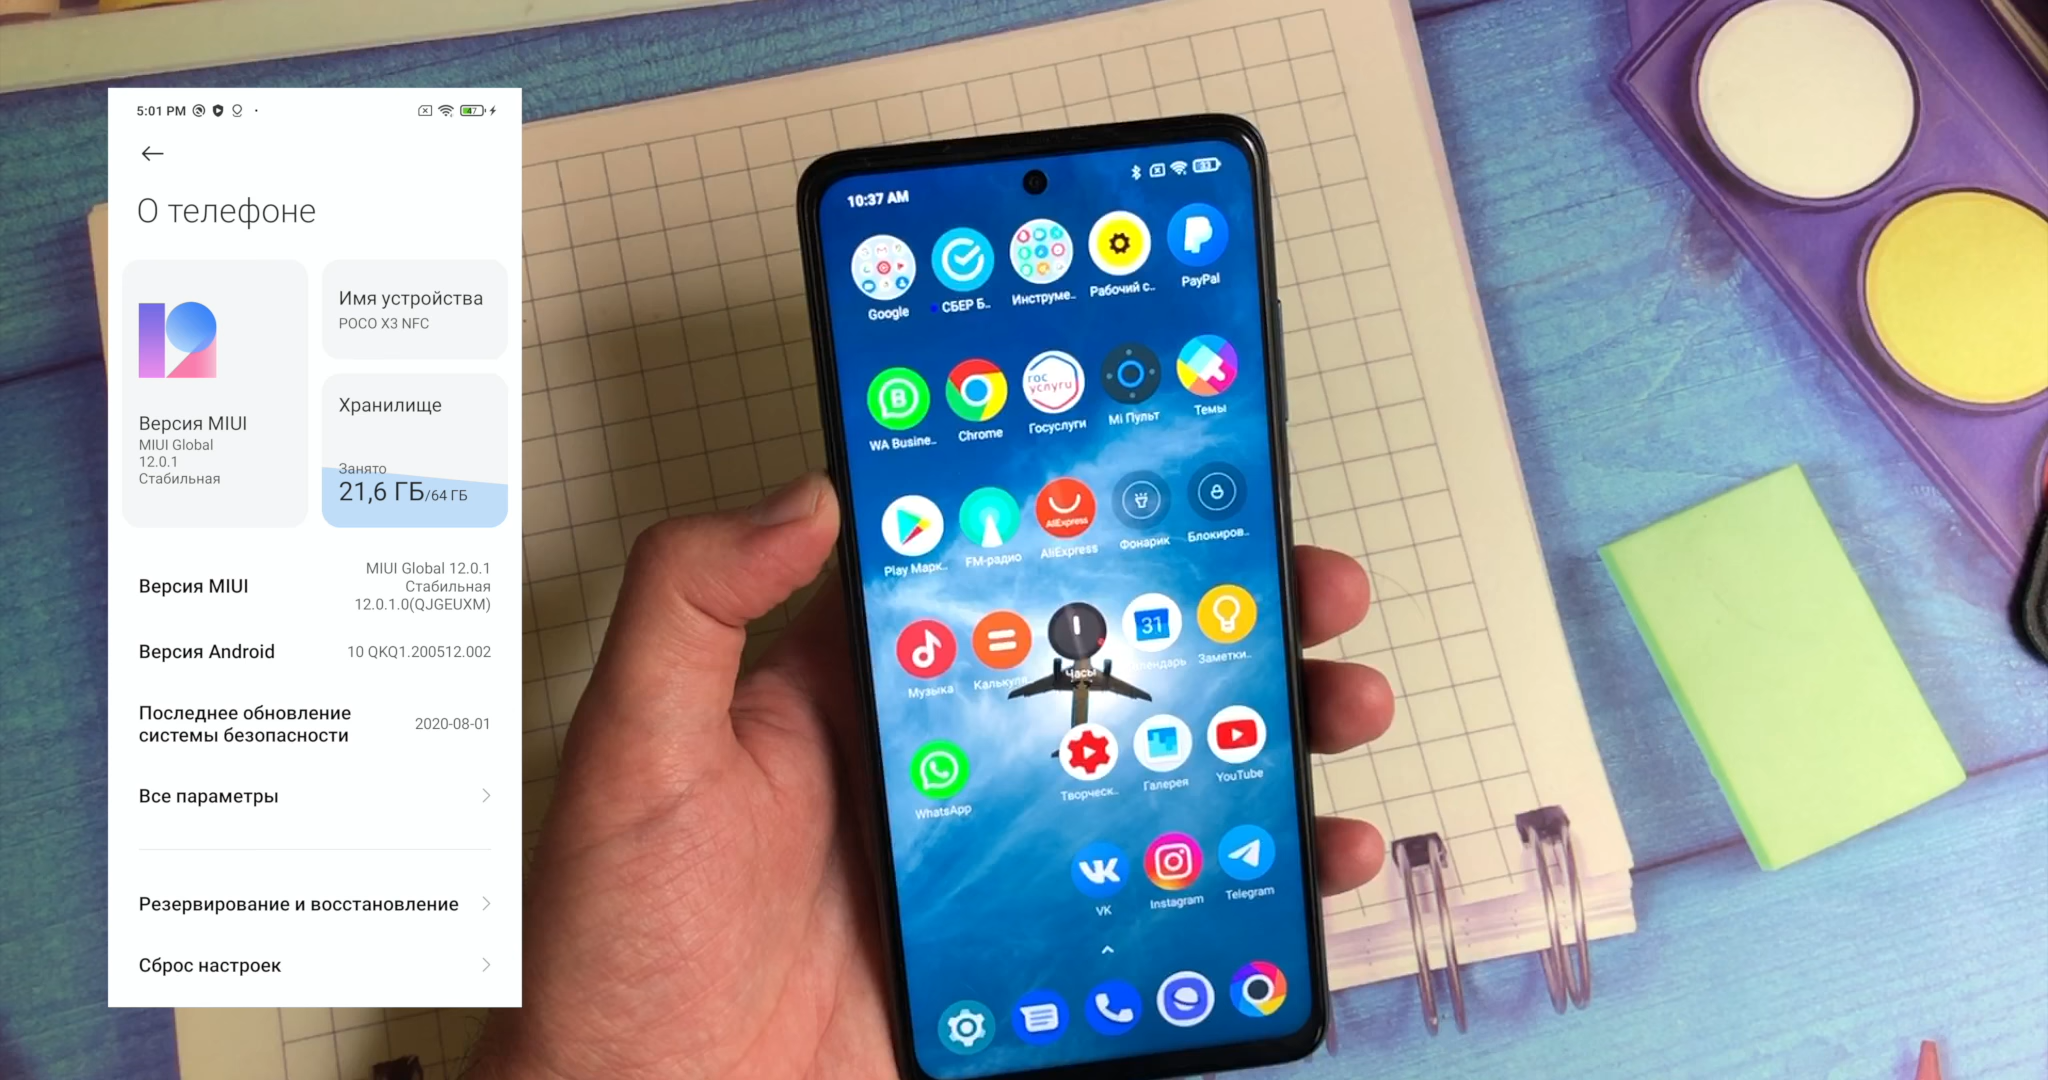 5:01 PM
47
О телефоне
Версия MIUI
MIUI Global
12.0.1
Стабильная
Имя устройства
POCO X3 NFC
Хранилище
Занято
21,6 ГБ/64 ГБ
Версия MIUI
MIUI Global 12.0.1
Стабильная
12.0.1.0(QJGEUXM)
Версия Android
10 QKQ1.200512.002
Последнее обновление
системы безопасности
2020-08-01
Все параметры
Резервирование и восстановление
Сброс настроек
10:37 AM
Google
СБЕР Б..
Инструме..
Рабочий с..
PayPal
WA Busine..
Chrome
гос
услуги
Госуслуги
Mi Пульт
Темы
Play Марк..
FM-радио
AliExpress
AliExpress
Фонарик
Блокиров..
Музыка
Калькуля..
Часы
31
Заметки..
WhatsApp
Творческ..
Галерея
YouTube
VK
Instagram
Telegram